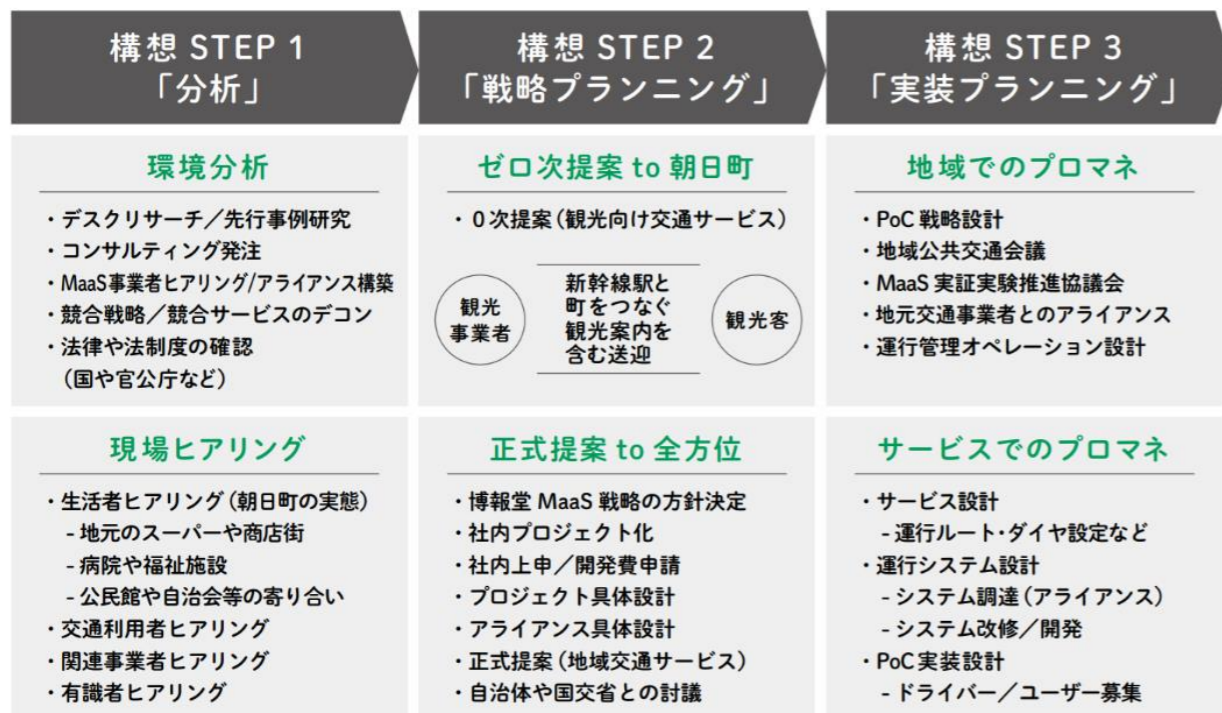 構想 STEP 1
「分析」
構想 STEP 2
「戦略プランニング」
構想 STEP 3
「実装プランニング」
環境分析
・デスクリサーチ／先行事例研究
・コンサルティング発注
・MaaS事業者ヒアリング/アライアンス構築
・競合戦略／競合サービスのデコン
・法律や法制度の確認
（国や官公庁など）
ゼロ次提案 to 朝日町
・０次提案（観光向け交通サービス）
観光
事業者
新幹線駅と
町をつなぐ
観光案内を
含む送迎
観光客
地域でのプロマネ
・PoC 戦略設計
・地域公共交通会議
・MaaS 実証実験推進協議会
・地元交通事業者とのアライアンス
・運行管理オペレーション設計
現場ヒアリング
・生活者ヒアリング（朝日町の実態）
- 地元のスーパーや商店街
- 病院や福祉施設
- 公民館や自治会等の寄り合い
・交通利用者ヒアリング
・関連事業者ヒアリング
・有識者ヒアリング
正式提案 to 全方位
・博報堂 MaaS 戦略の方針決定
・社内プロジェクト化
・社内上申／開発費申請
・プロジェクト具体設計
・アライアンス具体設計
・正式提案（地域交通サービス）
・自治体や国交省との討議
サービスでのプロマネ
・サービス設計
- 運行ルート・ダイヤ設定など
・運行システム設計
- システム調達（アライアンス）
- システム改修／開発
・PoC 実装設計
- ドライバー／ユーザー募集